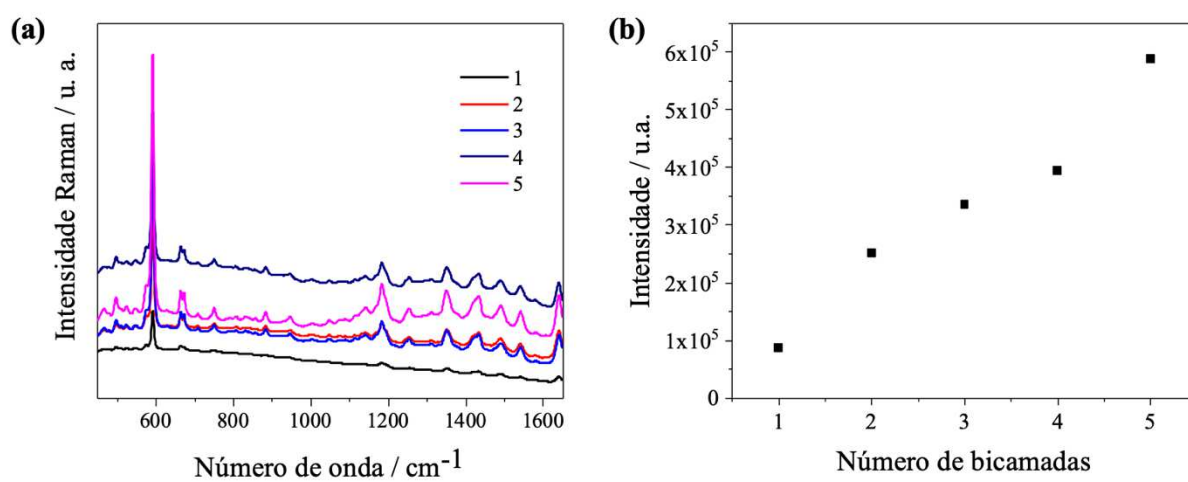 (a)
Intensidade Raman / u. a.
1
2
3
4
5
600
800
1000
1200
1400
1600
Número de onda / cm⁻¹
(b)
Intensidade / u.a.
6x10⁵
5x10⁵
4x10⁵
3x10⁵
2x10⁵
1x10⁵
0
1
2
3
4
5
Número de bicamadas